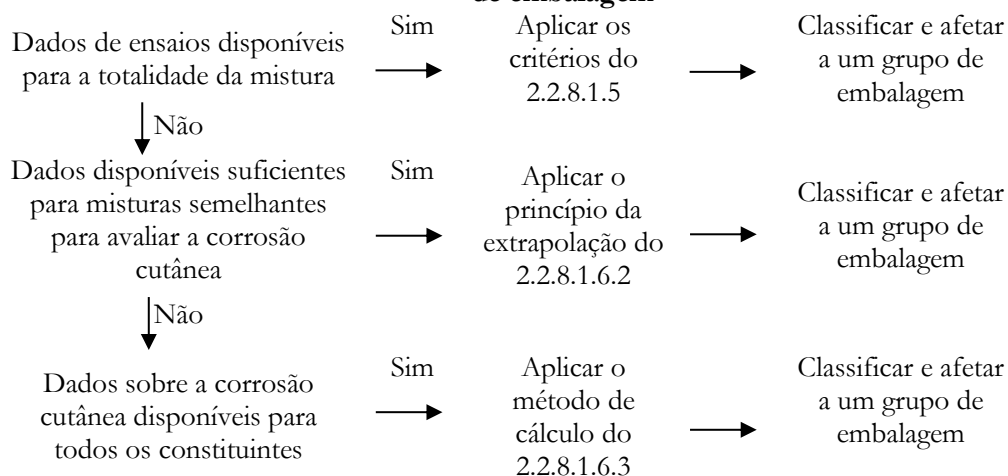 de embalagem
Dados de ensaios disponíveis
para a totalidade da mistura
Sim
Aplicar os
critérios do
2.2.8.1.5
Classificar e afetar
a um grupo de
embalagem
Não
Dados disponíveis suficientes
para misturas semelhantes
para avaliar a corrosão
cutânea
Sim
Aplicar o
princípio da
extrapolação do
2.2.8.1.6.2
Classificar e afetar
a um grupo de
embalagem
Não
Dados sobre a corrosão
cutânea disponíveis para
todos os constituintes
Sim
Aplicar o
método de
cálculo do
2.2.8.1.6.3
Classificar e afetar
a um grupo de
embalagem